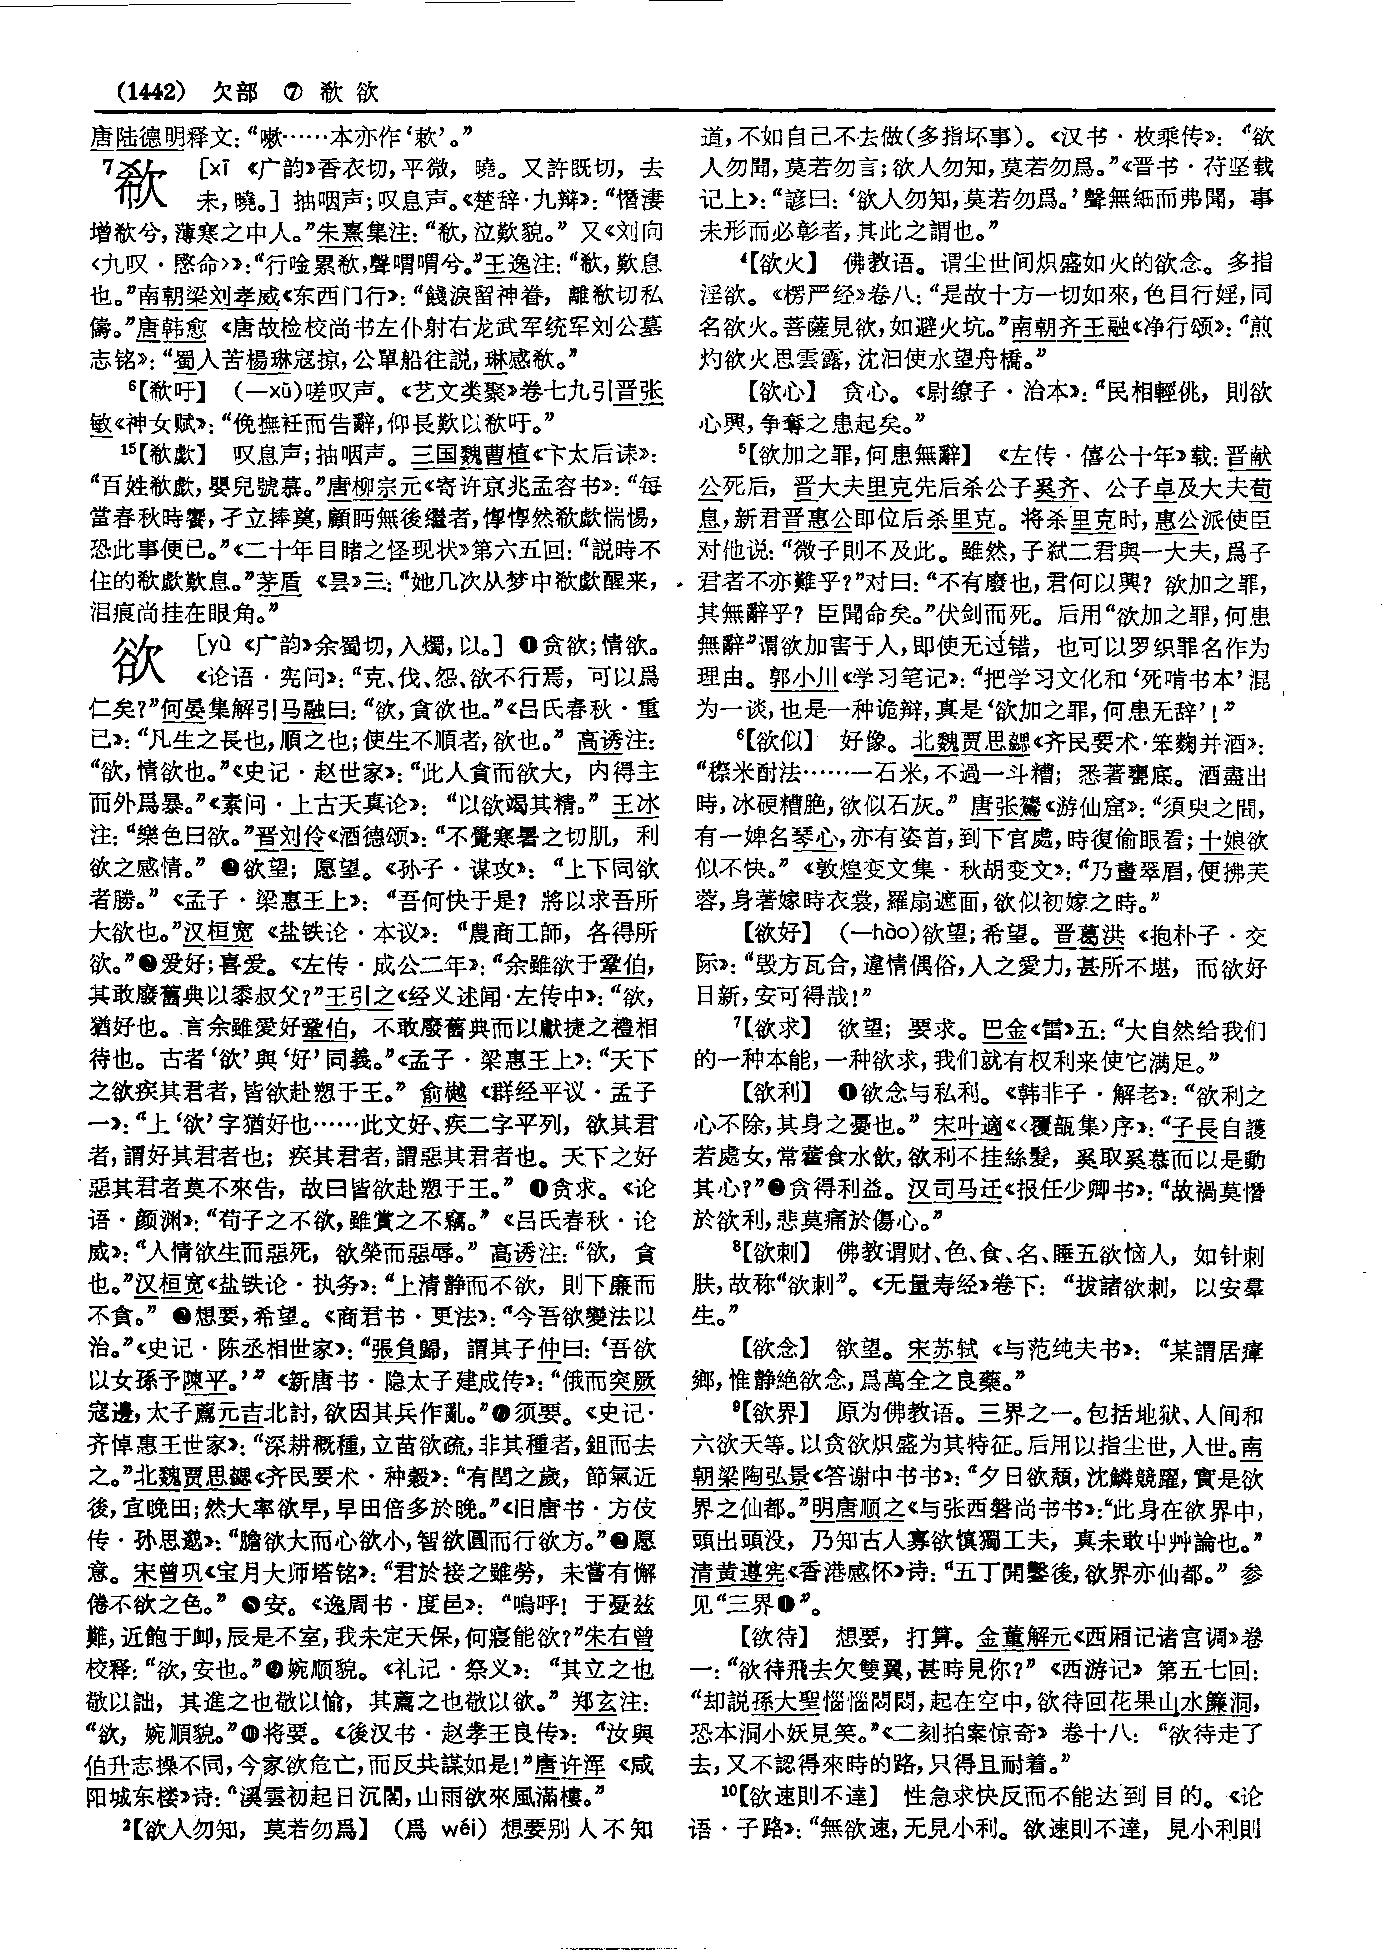 (1442) 欠部 ⑦ 欷欲
唐陆德明释文：“嗽……本亦作‘欶’。”
⁷欷 [xī 《广韵》香衣切，平微，曉。又許既切，去
未，曉。] 抽咽声；叹息声。《楚辞·九辩》：“憯淒
增欷兮，薄寒之中人。”朱熹集注：“欷，泣歎貌。” 又《刘向
〈九叹·愍命〉》：“行唫累欷，聲喟喟兮。”王逸注：“欷，歎息
也。”南朝梁刘孝威《东西门行》：“餞淚留神眷，離欷切私
儔。”唐韩愈《唐故检校尚书左仆射右龙武军统军刘公墓
志铭》：“蜀人苦楊琳寇掠，公單船往説，琳感欷。”
⁶【欷吁】 (—xū)嗟叹声。《艺文类聚》卷七九引晋张
敏《神女赋》：“俛撫衽而告辭，仰長歎以欷吁。”
¹⁵【欷歔】 叹息声；抽咽声。三国魏曹植《卞太后诔》：
“百姓欷歔，嬰兒號慕。”唐柳宗元《寄许京兆孟容书》：“每
當春秋時饗，孑立捧奠，顧眄無後繼者，惸惸然欷歔惴惕，
恐此事便已。”《二十年目睹之怪现状》第六五回：“説時不
住的欷歔歎息。”茅盾《昙》三：“她几次从梦中欷歔醒来，
泪痕尚挂在眼角。”
欲 [yù 《广韵》余蜀切，入燭，以。] ❶贪欲；情欲。
《论语·宪问》：“克、伐、怨、欲不行焉，可以爲
仁矣？”何晏集解引马融曰：“欲，貪欲也。”《吕氏春秋·重
己》：“凡生之長也，順之也；使生不順者，欲也。” 高诱注：
“欲，情欲也。”《史记·赵世家》：“此人貪而欲大，内得主
而外爲暴。”《素问·上古天真论》：“以欲竭其精。” 王冰
注：“樂色曰欲。”晋刘伶《酒德颂》：“不覺寒暑之切肌，利
欲之感情。” ❷欲望；愿望。《孙子·谋攻》：“上下同欲
者勝。” 《孟子·梁惠王上》：“吾何快于是？將以求吾所
大欲也。”汉桓宽《盐铁论·本议》：“農商工師，各得所
欲。”❸爱好；喜爱。《左传·成公二年》：“余雖欲于鞏伯，
其敢廢舊典以忝叔父？”王引之《经义述闻·左传中》：“欲，
猶好也。言余雖愛好鞏伯，不敢廢舊典而以獻捷之禮相
待也。古者‘欲’與‘好’同義。”《孟子·梁惠王上》：“天下
之欲疾其君者，皆欲赴愬于王。” 俞樾《群经平议·孟子
一》：“上‘欲’字猶好也……此文好、疾二字平列，欲其君
者，謂好其君者也；疾其君者，謂惡其君者也。天下之好
惡其君者莫不來告，故曰皆欲赴愬于王。” ❹贪求。《论
语·颜渊》：“苟子之不欲，雖賞之不竊。” 《吕氏春秋·论
威》：“人情欲生而惡死，欲榮而惡辱。” 高诱注：“欲，貪
也。”汉桓宽《盐铁论·执务》：“上清静而不欲，則下廉而
不貪。” ❺想要，希望。《商君书·更法》：“今吾欲變法以
治。”《史记·陈丞相世家》：“張負歸，謂其子仲曰：‘吾欲
以女孫予陳平。’” 《新唐书·隐太子建成传》：“俄而突厥
寇邊，太子薦元吉北討，欲因其兵作亂。”❻须要。《史记·
齐悼惠王世家》：“深耕概種，立苗欲疏，非其種者，鉏而去
之。”北魏贾思勰《齐民要术·种穀》：“有閏之歲，節氣近
後，宜晚田；然大率欲早，早田倍多於晚。”《旧唐书·方伎
传·孙思邈》：“膽欲大而心欲小，智欲圓而行欲方。”❼愿
意。宋曾巩《宝月大师塔铭》：“君於接之雖勞，未嘗有懈
倦不欲之色。” ❽安。《逸周书·度邑》：“嗚呼！于憂兹
難，近飽于卹，辰是不室，我未定天保，何寢能欲？”朱右曾
校释：“欲，安也。”❾婉顺貌。《礼记·祭义》：“其立之也
敬以詘，其進之也敬以愉，其薦之也敬以欲。” 郑玄注：
“欲，婉順貌。”❿将要。《後汉书·赵孝王良传》：“汝與
伯升志操不同，今家欲危亡，而反共謀如是！”唐许浑《咸
阳城东楼》诗：“溪雲初起日沉閣，山雨欲來風滿樓。”
²【欲人勿知，莫若勿爲】 (爲 wéi) 想要别人不知
道，不如自己不去做(多指坏事)。《汉书·枚乘传》：“欲
人勿聞，莫若勿言；欲人勿知，莫若勿爲。”《晋书·苻坚载
记上》：“諺曰：‘欲人勿知，莫若勿爲。’聲無細而弗聞，事
未形而必彰者，其此之謂也。”
⁴【欲火】 佛教语。谓尘世间炽盛如火的欲念。多指
淫欲。《楞严经》卷八：“是故十方一切如來，色目行婬，同
名欲火。菩薩見欲，如避火坑。”南朝齐王融《净行颂》：“煎
灼欲火思雲露，沈汩使水望舟橋。”
【欲心】 贪心。《尉缭子·治本》：“民相輕佻，則欲
心興，争奪之患起矣。”
⁵【欲加之罪，何患無辭】 《左传·僖公十年》载：晋献
公死后，晋大夫里克先后杀公子奚齐、公子卓及大夫荀
息，新君晋惠公即位后杀里克。将杀里克时，惠公派使臣
对他说：“微子則不及此。雖然，子弒二君與一大夫，爲子
君者不亦難乎？”对曰：“不有廢也，君何以興？欲加之罪，
其無辭乎？臣聞命矣。”伏剑而死。后用“欲加之罪，何患
無辭”谓欲加害于人，即使无过错，也可以罗织罪名作为
理由。郭小川《学习笔记》：“把学习文化和‘死啃书本’混
为一谈，也是一种诡辩，真是‘欲加之罪，何患无辞’！”
⁶【欲似】 好像。北魏贾思勰《齐民要术·笨麴并酒》：
“穄米酎法……一石米，不過一斗糟；悉著甕底。酒盡出
時，冰硬糟脆，欲似石灰。” 唐张鷟《游仙窟》：“須臾之間，
有一婢名琴心，亦有姿首，到下官處，時復偷眼看；十娘欲
似不快。” 《敦煌变文集·秋胡变文》：“乃畫翠眉，便拂芙
蓉，身著嫁時衣裳，羅扇遮面，欲似初嫁之時。”
【欲好】 (—hào)欲望；希望。晋葛洪《抱朴子·交
际》：“毁方瓦合，違情偶俗，人之愛力，甚所不堪，而欲好
日新，安可得哉！”
⁷【欲求】 欲望；要求。巴金《雷》五：“大自然给我们
的一种本能，一种欲求，我们就有权利来使它满足。”
【欲利】 ❶欲念与私利。《韩非子·解老》：“欲利之
心不除，其身之憂也。” 宋叶適《〈覆瓿集〉序》：“子長自護
若處女，常藿食水飲，欲利不挂絲髮，奚取奚慕而以是動
其心？”❷贪得利益。汉司马迁《报任少卿书》：“故禍莫憯
於欲利，悲莫痛於傷心。”
⁸【欲刺】 佛教谓财、色、食、名、睡五欲恼人，如针刺
肤，故称“欲刺”。《无量寿经》卷下：“拔諸欲刺，以安羣
生。”
【欲念】 欲望。宋苏轼《与范纯夫书》：“某謂居瘴
鄉，惟静絶欲念，爲萬全之良藥。”
⁹【欲界】 原为佛教语。三界之一。包括地狱、人间和
六欲天等。以贪欲炽盛为其特征。后用以指尘世，人世。南
朝梁陶弘景《答谢中书书》：“夕日欲頹，沈鱗競躍，實是欲
界之仙都。”明唐顺之《与张西磐尚书书》：“此身在欲界中，
頭出頭没，乃知古人寡欲慎獨工夫，真未敢屮艸論也。”
清黄遵宪《香港感怀》诗：“五丁開鑿後，欲界亦仙都。” 参
见“三界❶”。
【欲待】 想要，打算。金董解元《西厢记诸宫调》卷
一：“欲待飛去欠雙翼，甚時見你？” 《西游记》第五七回：
“却説孫大聖惱惱悶悶，起在空中，欲待回花果山水簾洞，
恐本洞小妖見笑。”《二刻拍案惊奇》卷十八：“欲待走了
去，又不認得來時的路，只得且耐着。”
¹⁰【欲速則不達】 性急求快反而不能达到目的。《论
语·子路》：“無欲速，无見小利。欲速則不達，見小利則